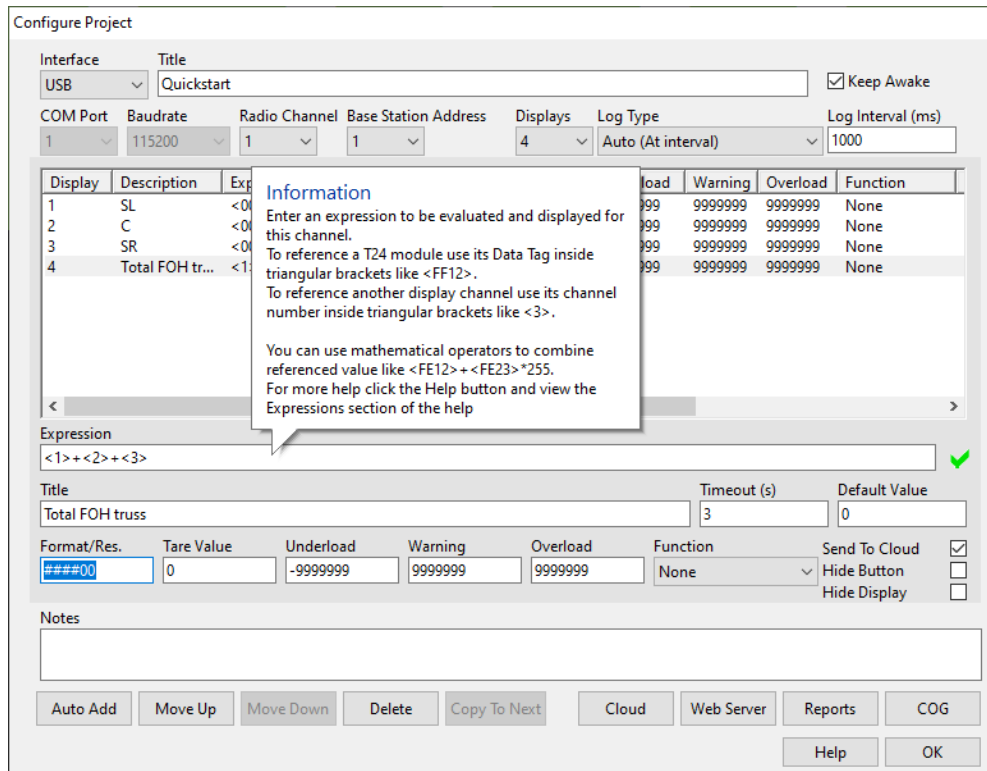 Configure Project
Interface Title
USB Quickstart Keep Awake
COM Port Baudrate Radio Channel Base Station Address Displays Log Type Log Interval (ms)
1 115200 1 1 4 Auto (At interval) 1000
Display Description Exp load Warning Overload Function
1 SL <00 999 9999999 9999999 None
2 C <00 999 9999999 9999999 None
3 SR <00 999 9999999 9999999 None
4 Total FOH tr... <1> 999 9999999 9999999 None
Information
Enter an expression to be evaluated and displayed for
this channel.
To reference a T24 module use its Data Tag inside
triangular brackets like <FF12>.
To reference another display channel use its channel
number inside triangular brackets like <3>.
You can use mathematical operators to combine
referenced value like <FE12>+<FE23>*255.
For more help click the Help button and view the
Expressions section of the help
Expression
<1>+<2>+<3>
Title Timeout (s) Default Value
Total FOH truss 3 0
Format/Res. Tare Value Underload Warning Overload Function Send To Cloud
####00 0 -9999999 9999999 9999999 None Hide Button
Hide Display
Notes
Auto Add Move Up Move Down Delete Copy To Next Cloud Web Server Reports COG
Help OK